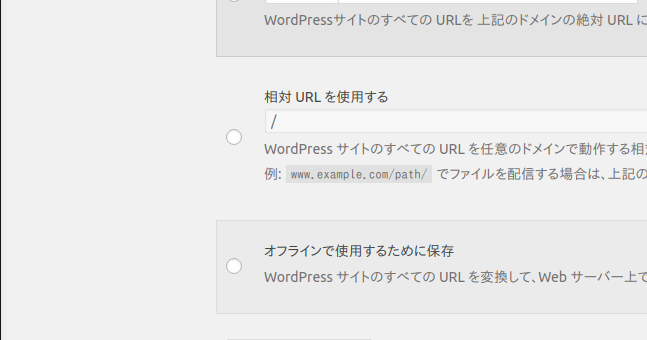 WordPressサイトのすべての URLを 上記のドメインの絶対 URL に
相対 URL を使用する
/
WordPress サイトのすべての URL を任意のドメインで動作する相
例: www.example.com/path/ でファイルを配信する場合は、上記の
オフラインで使用するために保存
WordPress サイトのすべての URL を変換して、Web サーバー上で